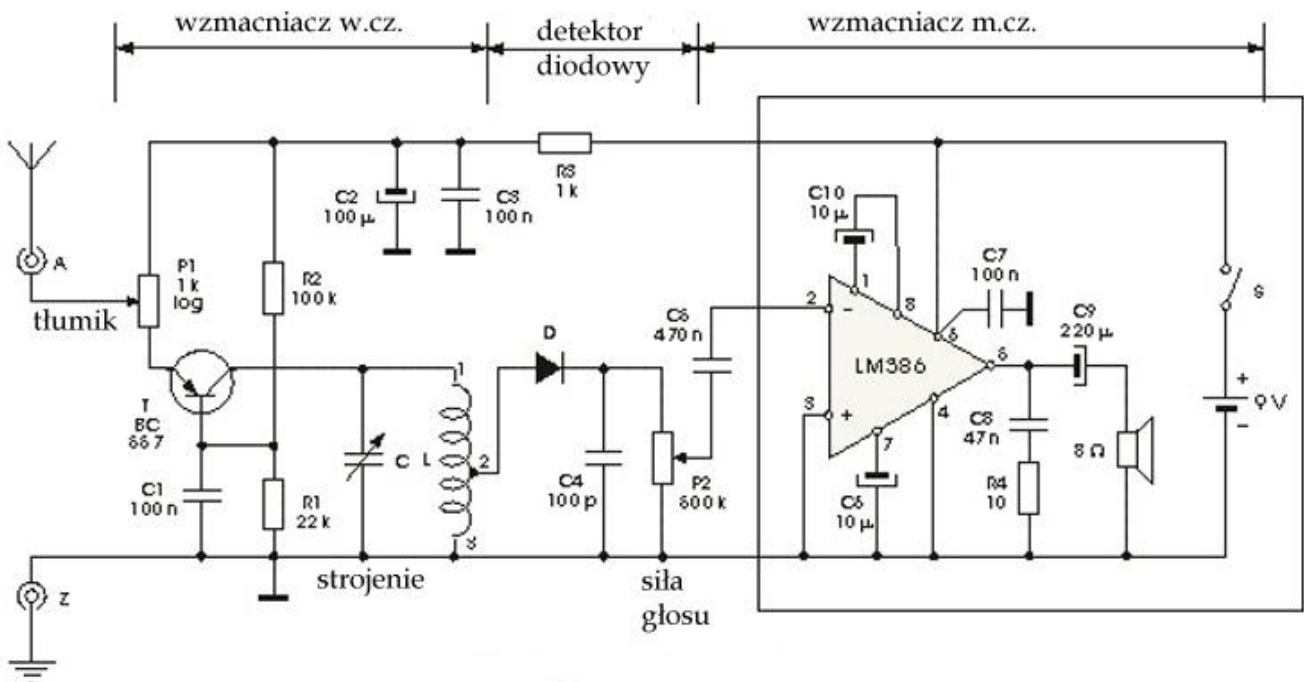 wzmacniacz w.cz.
detektor
diodowy
wzmacniacz m.cz.
A
P1
1 k
log
tłumik
R2
100 k
C2
100 µ
C3
100 n
R3
1 k
T
BC
557
C1
100 n
R1
22 k
C
L
1
2
3
D
C4
100 p
P2
500 k
C6
470 n
C10
10 µ
1
8
2
-
3
+
LM386
6
C7
100 n
5
4
7
C5
10 µ
C8
47 n
R4
10
C9
220 µ
8 Ω
S
+
9 V
-
Z
strojenie
siła
głosu